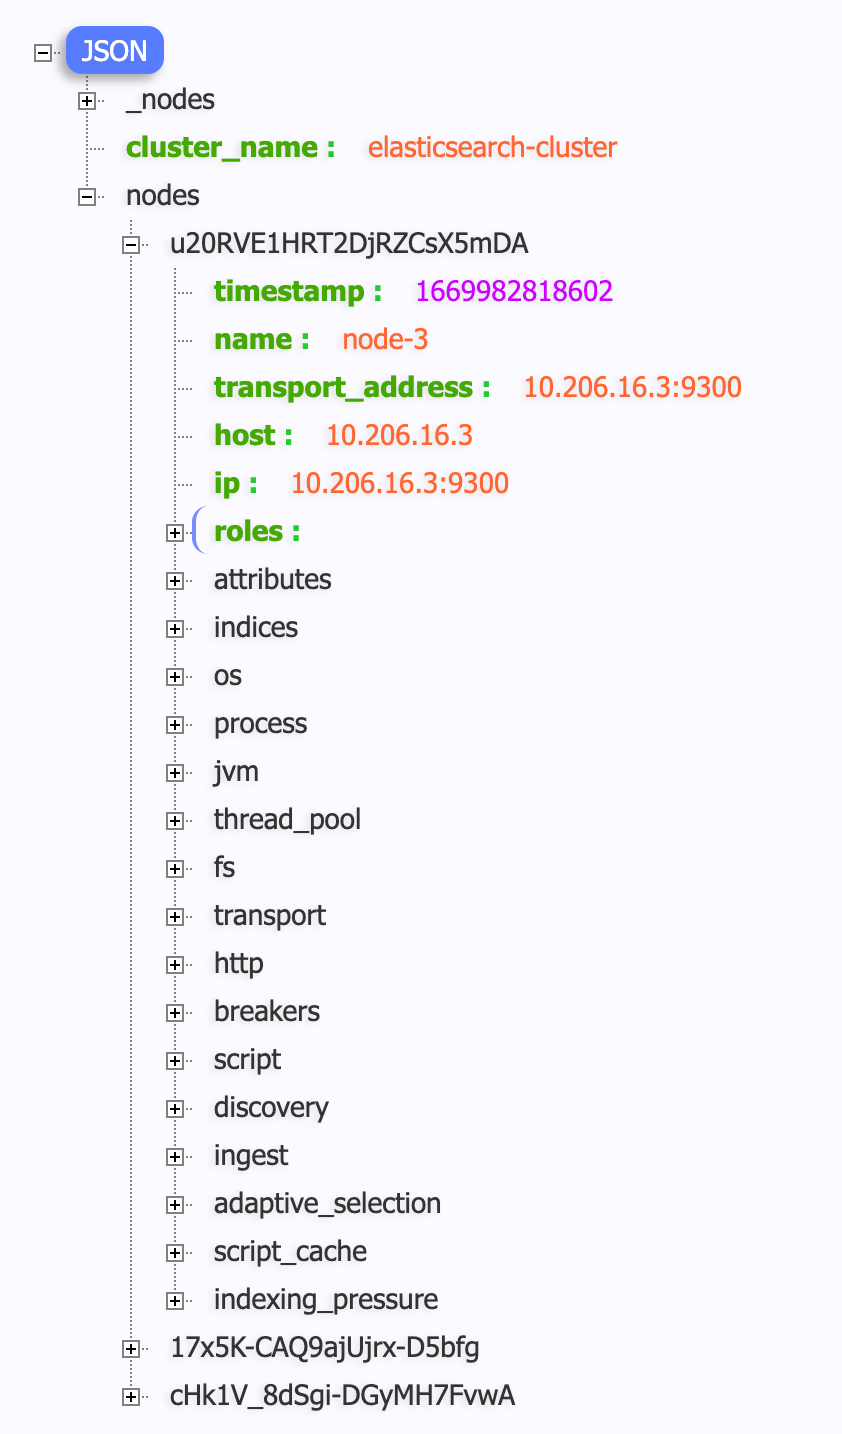 JSON
_nodes
cluster_name : elasticsearch-cluster
nodes
u20RVE1HRT2DjRZCsX5mDA
timestamp : 1669982818602
name : node-3
transport_address : 10.206.16.3:9300
host : 10.206.16.3
ip : 10.206.16.3:9300
roles :
attributes
indices
os
process
jvm
thread_pool
fs
transport
http
breakers
script
discovery
ingest
adaptive_selection
script_cache
indexing_pressure
17x5K-CAQ9ajUjrx-D5bfg
cHk1V_8dSgi-DGyMH7FvwA